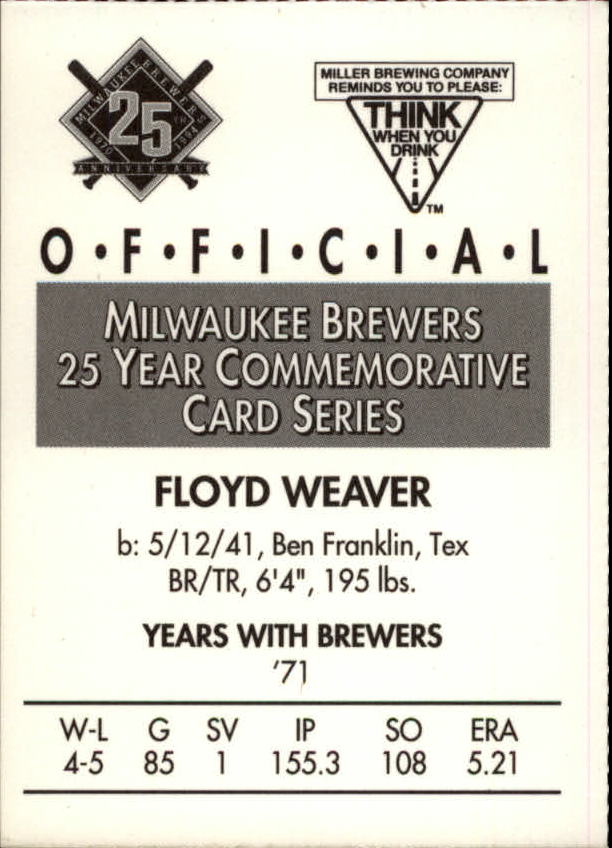 MILWAUKEE BREWERS
25TH
1970 1994
ANNIVERSARY
MILLER BREWING COMPANY
REMINDS YOU TO PLEASE:
THINK
WHEN YOU
DRINK
TM
O•F•F•I•C•I•A•L
MILWAUKEE BREWERS
25 YEAR COMMEMORATIVE
CARD SERIES
FLOYD WEAVER
b: 5/12/41, Ben Franklin, Tex
BR/TR, 6'4", 195 lbs.
YEARS WITH BREWERS
'71
W-L G SV IP SO ERA
4-5 85 1 155.3 108 5.21